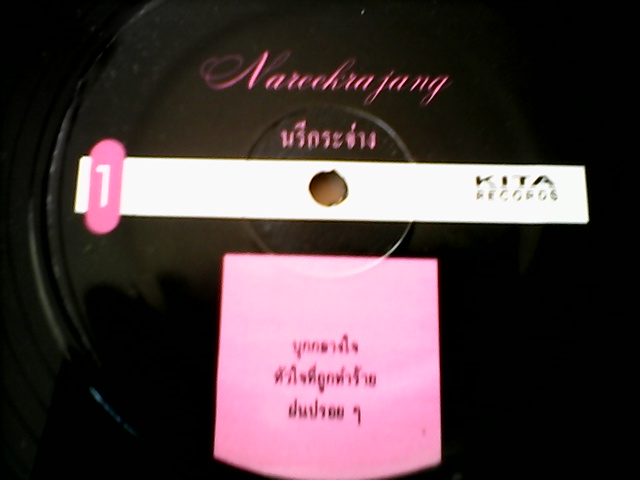 Nareekrajang
นรีกระจ่าง
1
KITA
RECORDS
บุกกลางใจ
หัวใจที่ถูกทำร้าย
ฝนปรอย ๆ